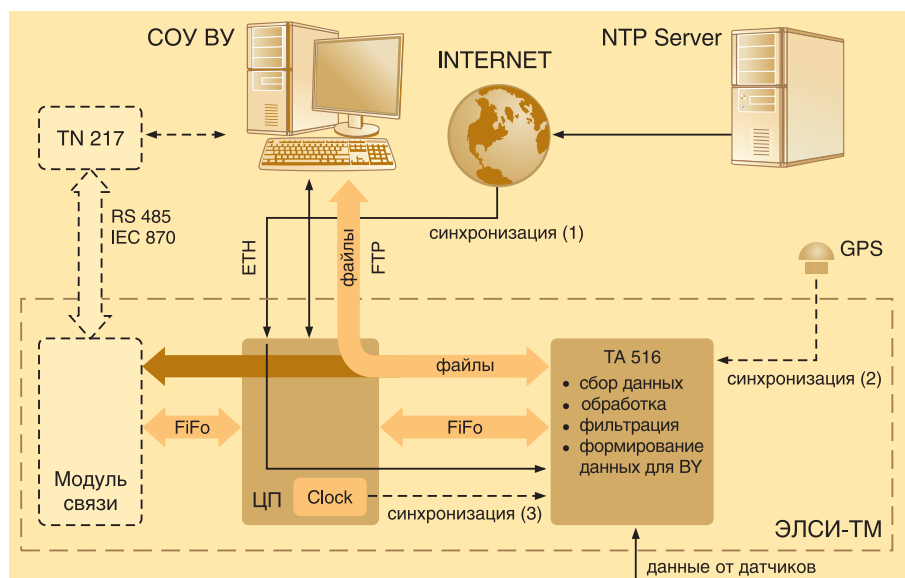 СОУ ВУ
NTP Server
INTERNET
TN 217
RS 485
IEC 870
синхронизация (1)
ETH
файлы
FTP
GPS
файлы
TA 516
• сбор данных
• обработка
• фильтрация
• формирование
данных для BY
синхронизация (2)
FiFo
FiFo
Модуль
связи
ЦП
Clock
синхронизация (3)
ЭЛСИ-ТМ
данные от датчиков